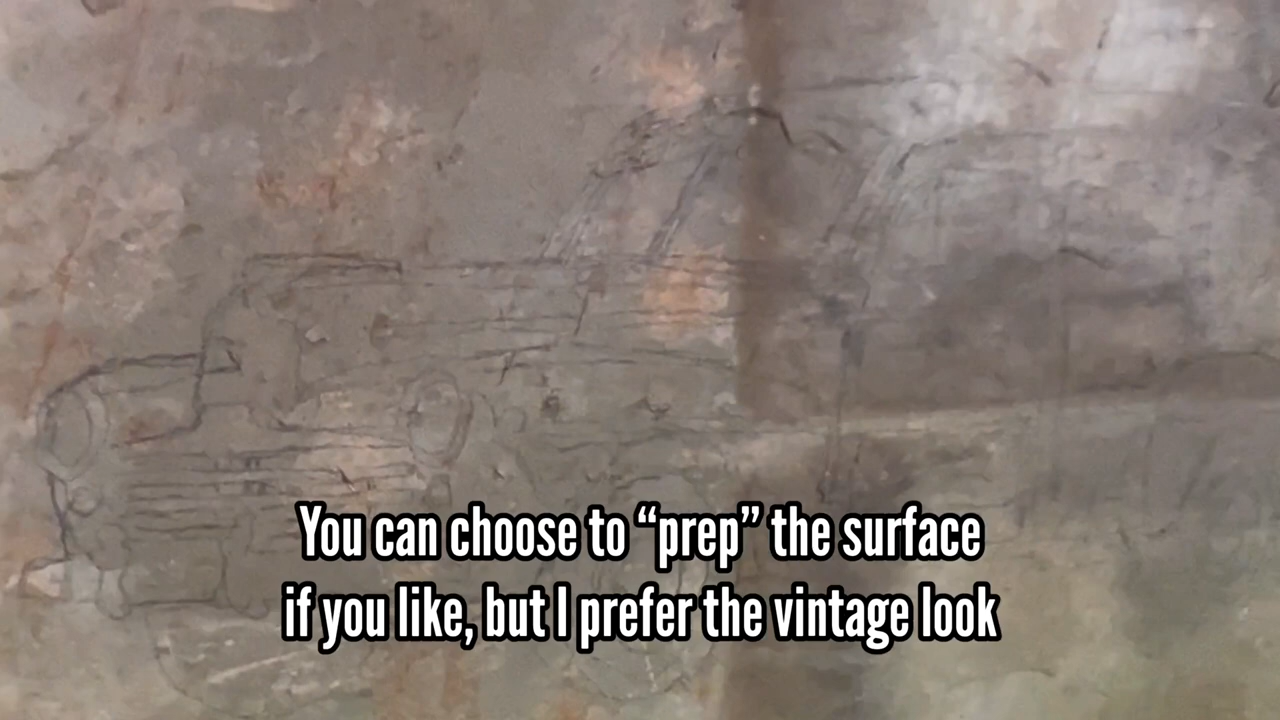 You can choose to “prep” the surface
if you like, but I prefer the vintage look